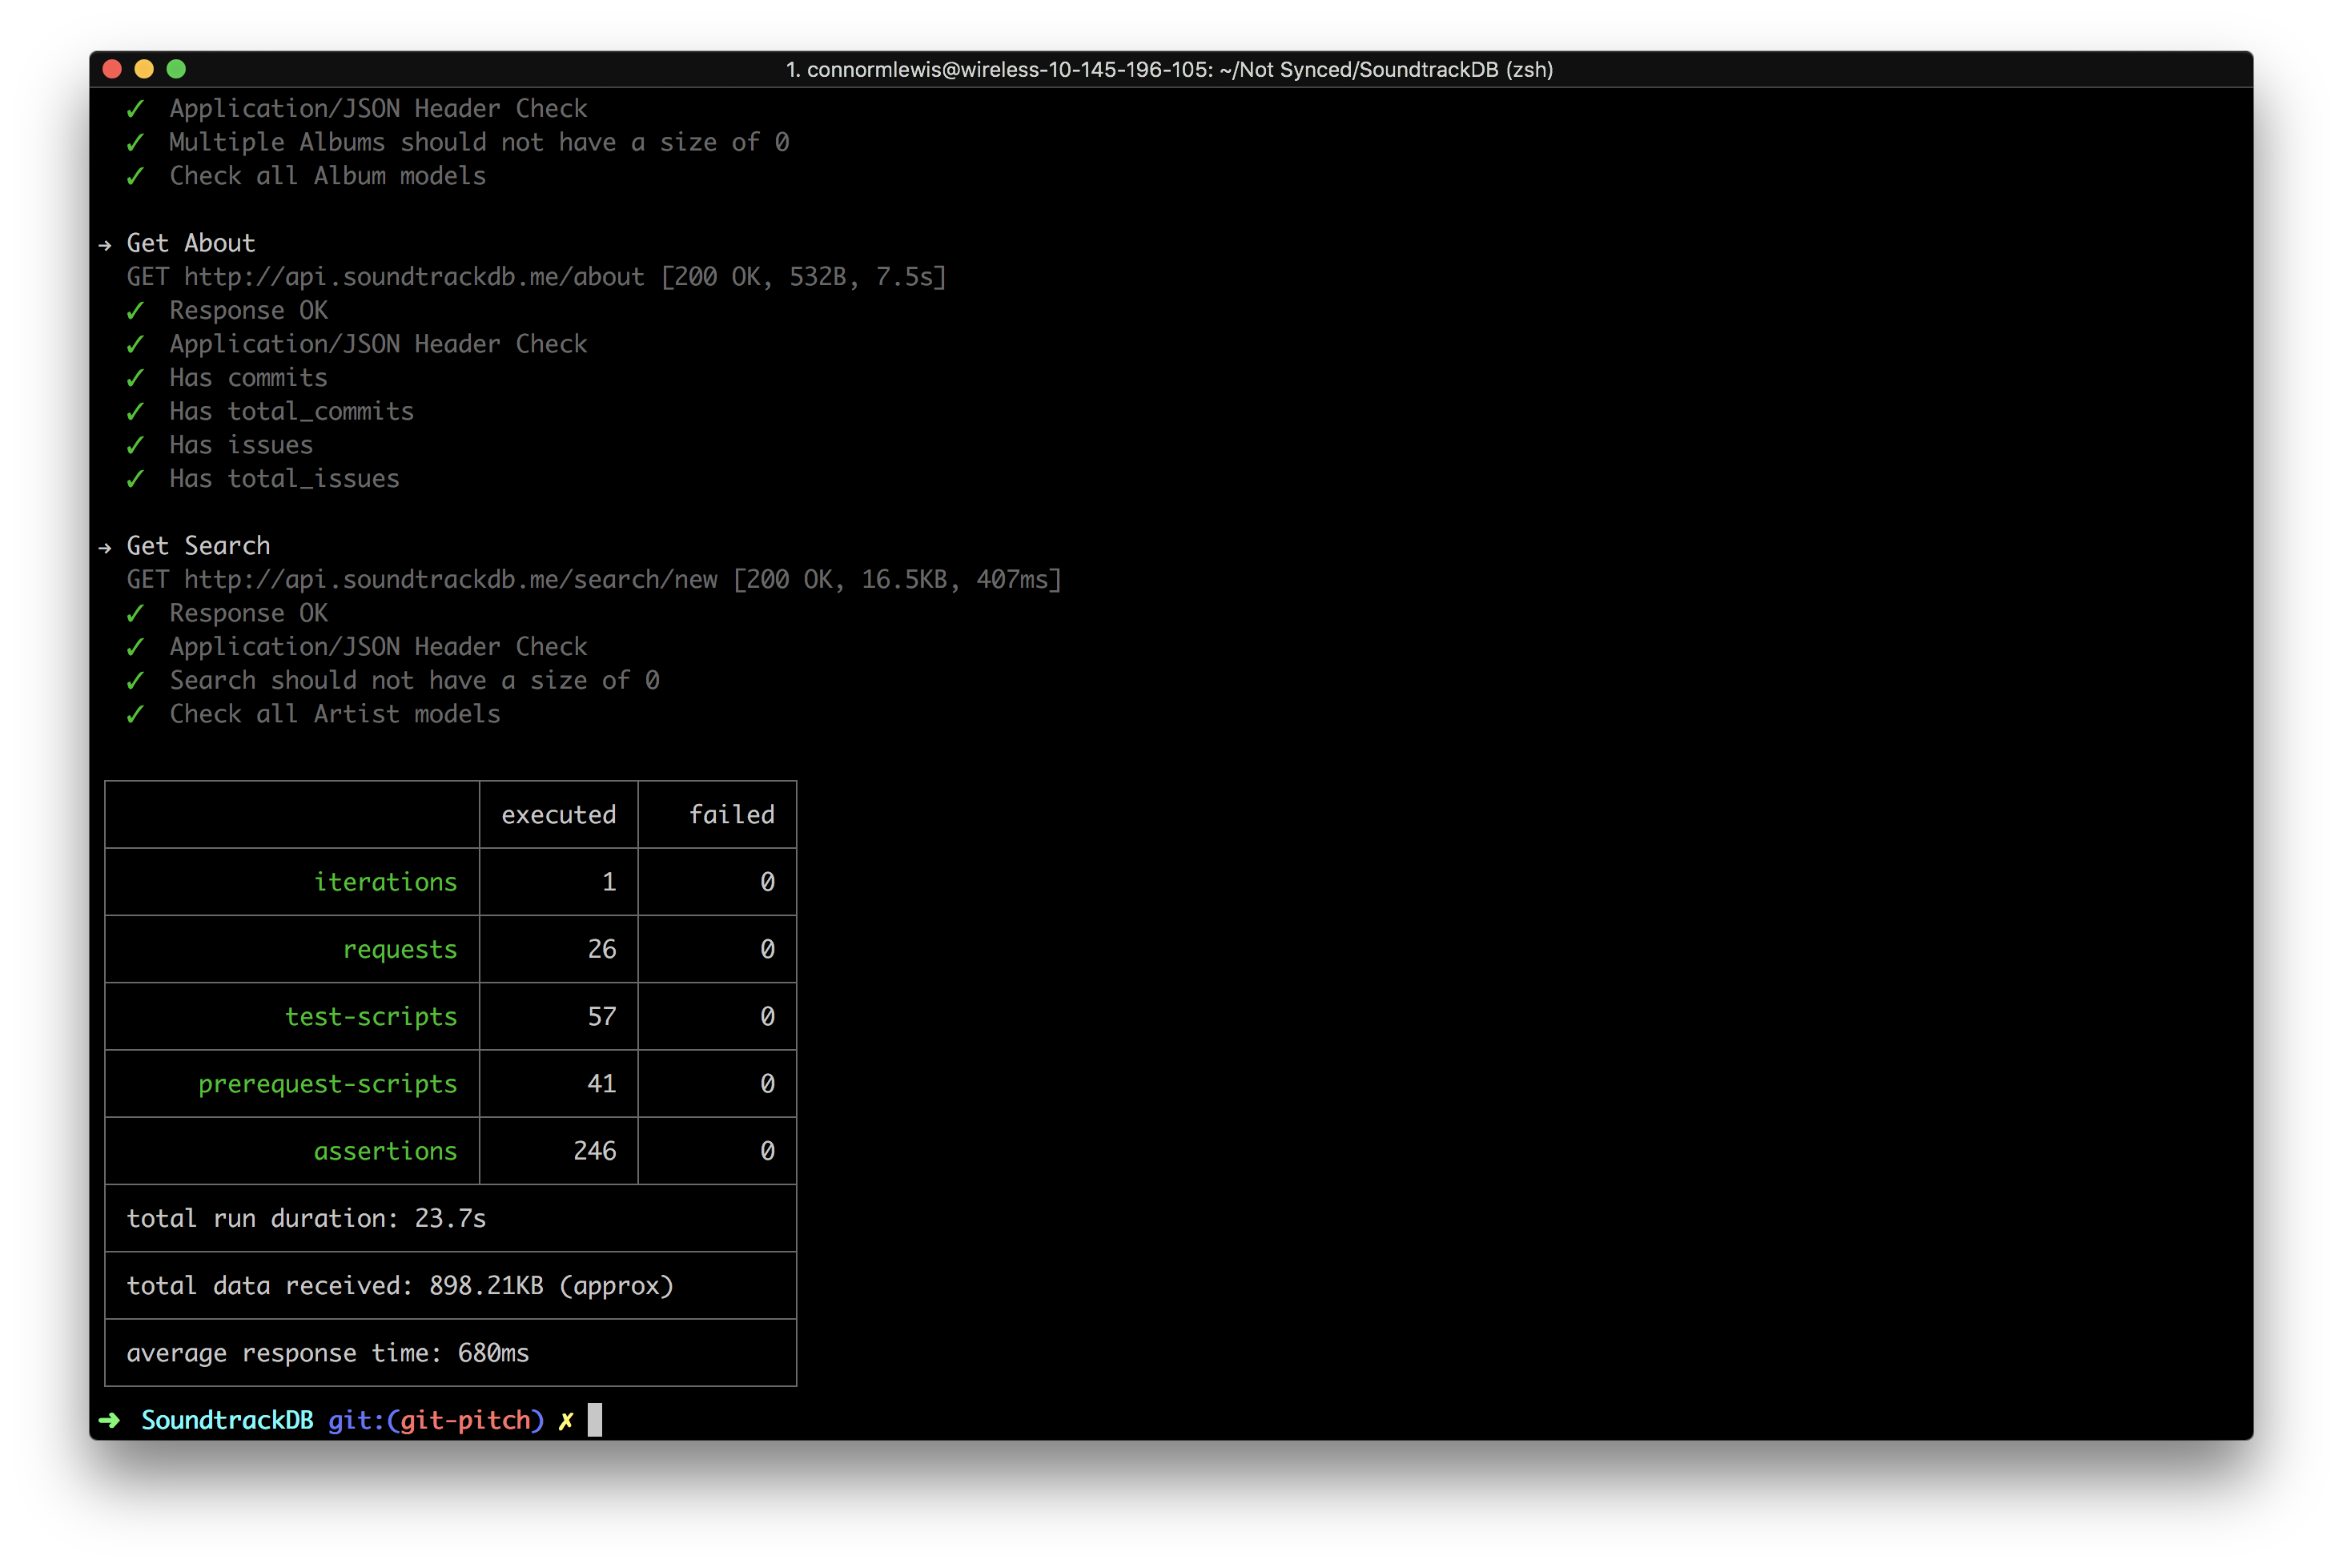 1. connormlewis@wireless-10-145-196-105: ~/Not Synced/SoundtrackDB (zsh)
✓ Application/JSON Header Check
✓ Multiple Albums should not have a size of 0
✓ Check all Album models
→ Get About
GET http://api.soundtrackdb.me/about [200 OK, 532B, 7.5s]
✓ Response OK
✓ Application/JSON Header Check
✓ Has commits
✓ Has total_commits
✓ Has issues
✓ Has total_issues
→ Get Search
GET http://api.soundtrackdb.me/search/new [200 OK, 16.5KB, 407ms]
✓ Response OK
✓ Application/JSON Header Check
✓ Search should not have a size of 0
✓ Check all Artist models
executed failed
iterations 1 0
requests 26 0
test-scripts 57 0
prerequest-scripts 41 0
assertions 246 0
total run duration: 23.7s
total data received: 898.21KB (approx)
average response time: 680ms
➜ SoundtrackDB git:(git-pitch) ✗